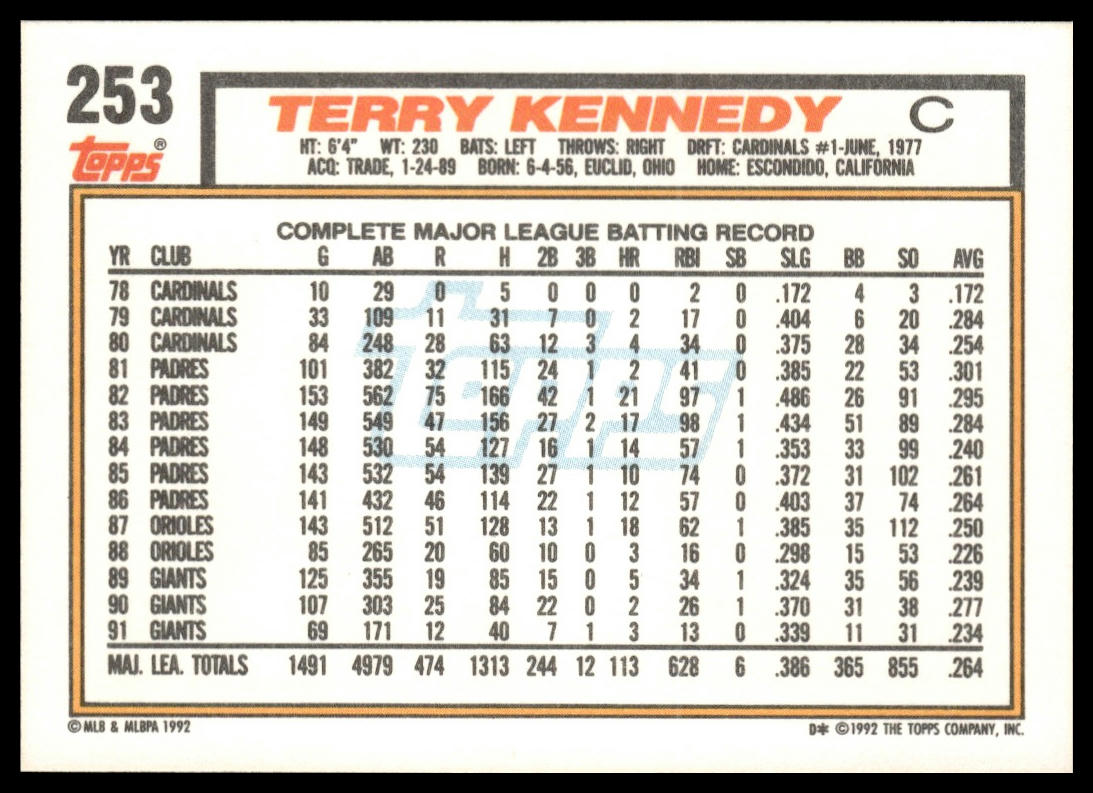 253
TERRY KENNEDY C
topps®
HT: 6'4" WT: 230 BATS: LEFT THROWS: RIGHT DRFT: CARDINALS #1-JUNE, 1977
ACQ: TRADE, 1-24-89 BORN: 6-4-56, EUCLID, OHIO HOME: ESCONDIDO, CALIFORNIA
COMPLETE MAJOR LEAGUE BATTING RECORD
YR CLUB G AB R H 2B 3B HR RBI SB SLG BB SO AVG
78 CARDINALS 10 29 0 5 0 0 0 2 0 .172 4 3 .172
79 CARDINALS 33 109 11 31 7 0 2 17 0 .404 6 20 .284
80 CARDINALS 84 248 28 63 12 3 4 34 0 .375 28 34 .254
81 PADRES 101 382 32 115 24 1 2 41 0 .385 22 53 .301
82 PADRES 153 562 75 166 42 1 21 97 1 .486 26 91 .295
83 PADRES 149 549 47 156 27 2 17 98 1 .434 51 89 .284
84 PADRES 148 530 54 127 16 1 14 57 1 .353 33 99 .240
85 PADRES 143 532 54 139 27 1 10 74 0 .372 31 102 .261
86 PADRES 141 432 46 114 22 1 12 57 0 .403 37 74 .264
87 ORIOLES 143 512 51 128 13 1 18 62 1 .385 35 112 .250
88 ORIOLES 85 265 20 60 10 0 3 16 0 .298 15 53 .226
89 GIANTS 125 355 19 85 15 0 5 34 1 .324 35 56 .239
90 GIANTS 107 303 25 84 22 0 2 26 1 .370 31 38 .277
91 GIANTS 69 171 12 40 7 1 3 13 0 .339 11 31 .234
MAJ. LEA. TOTALS 1491 4979 474 1313 244 12 113 628 6 .386 365 855 .264
topps
©MLB & MLBPA 1992 D* ©1992 THE TOPPS COMPANY, INC.